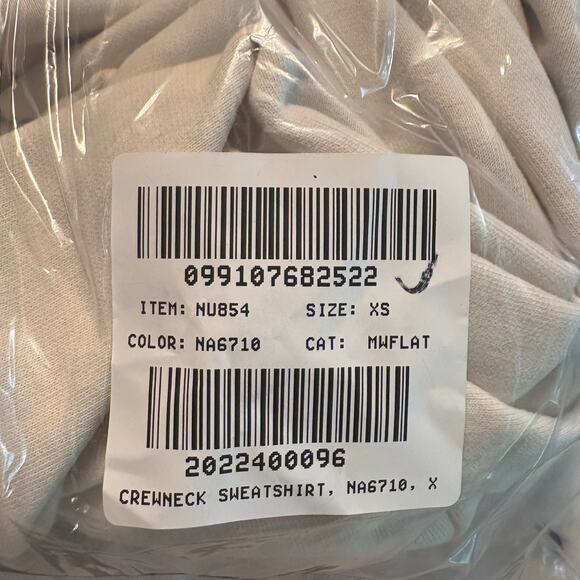 099107682522
ITEM: NU854 SIZE: XS
COLOR: NA6710 CAT: MWFLAT
2022400096
CREWNECK SWEATSHIRT, NA6710, X